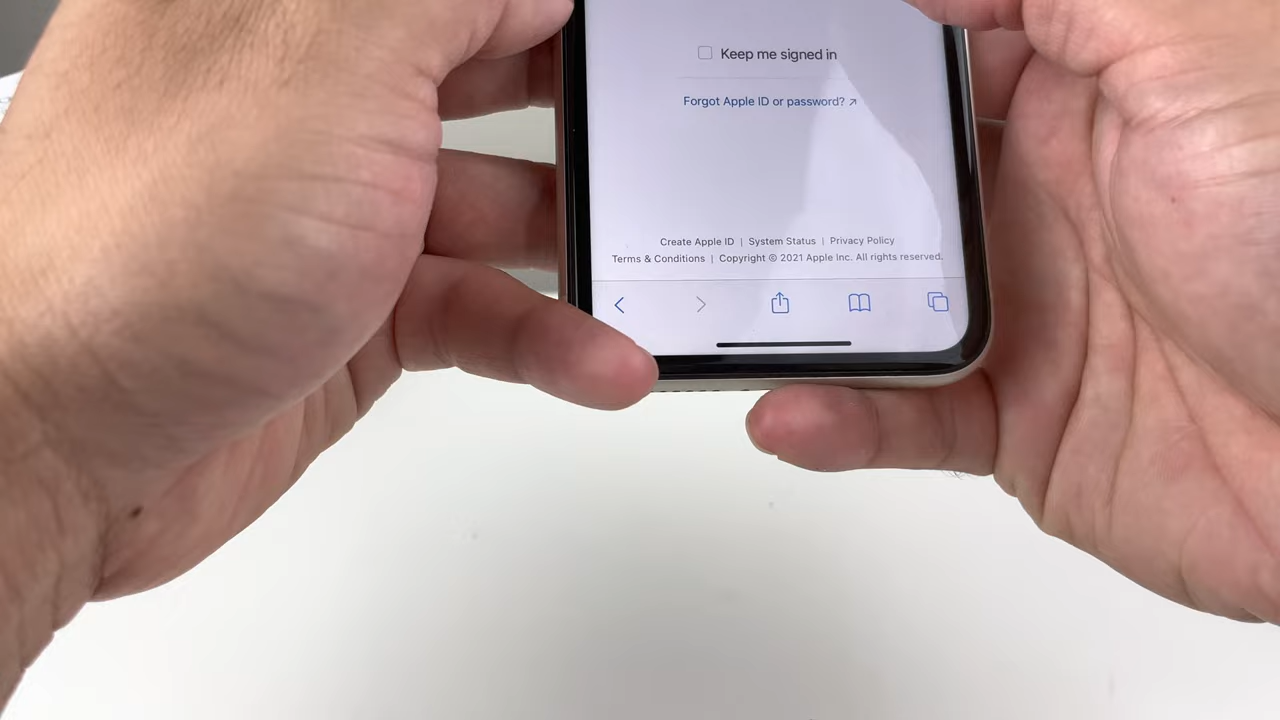 Keep me signed in
Forgot Apple ID or password? ↗
Create Apple ID | System Status | Privacy Policy
Terms & Conditions | Copyright © 2021 Apple Inc. All rights reserved.